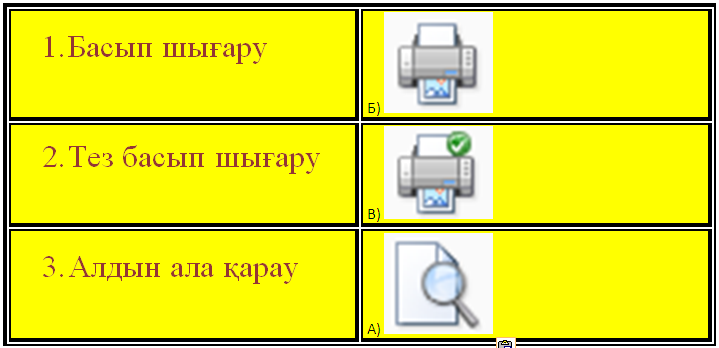 1. Басып шығару
Б)
2. Тез басып шығару
В)
3. Алдын ала қарау
А)